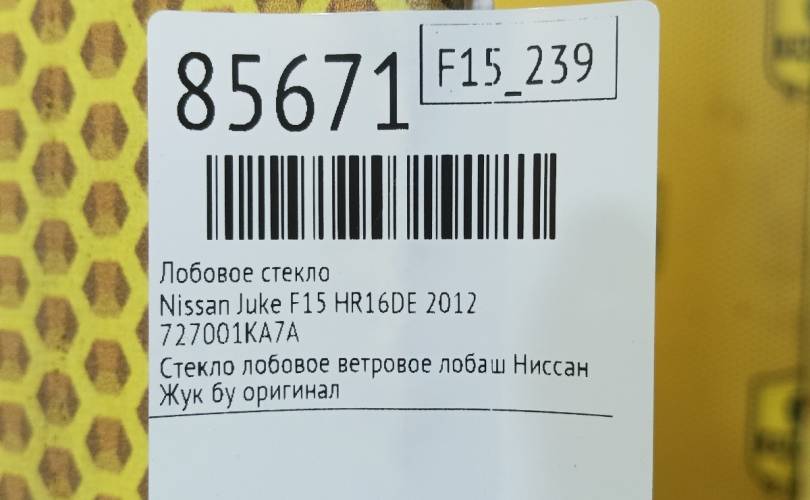 85671
F15_239
Лобовое стекло
Nissan Juke F15 HR16DE 2012
727001KA7A
Стекло лобовое ветровое лобаш Ниссан
Жук бу оригинал